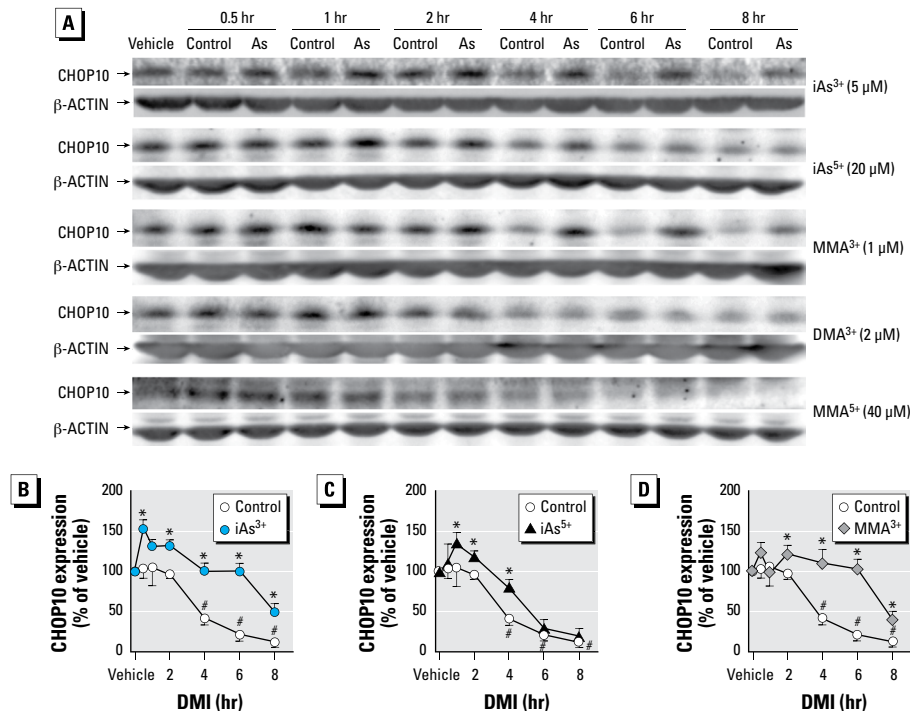 A
0.5 hr 1 hr 2 hr 4 hr 6 hr 8 hr
Vehicle Control As Control As Control As Control As Control As Control As
CHOP10
iAs³⁺ (5 µM)
β-ACTIN
CHOP10
iAs⁵⁺ (20 µM)
β-ACTIN
CHOP10
MMA³⁺ (1 µM)
β-ACTIN
CHOP10
DMA³⁺ (2 µM)
β-ACTIN
CHOP10
MMA⁵⁺ (40 µM)
β-ACTIN
B
CHOP10 expression
(% of vehicle)
200
150
100
50
0
Control
iAs³⁺
* * * * *
# # #
Vehicle 2 4 6 8
DMI (hr)
C
CHOP10 expression
(% of vehicle)
200
150
100
50
0
Control
iAs⁵⁺
* * *
# # #
Vehicle 2 4 6 8
DMI (hr)
D
CHOP10 expression
(% of vehicle)
200
150
100
50
0
Control
MMA³⁺
* * * *
# # #
Vehicle 2 4 6 8
DMI (hr)